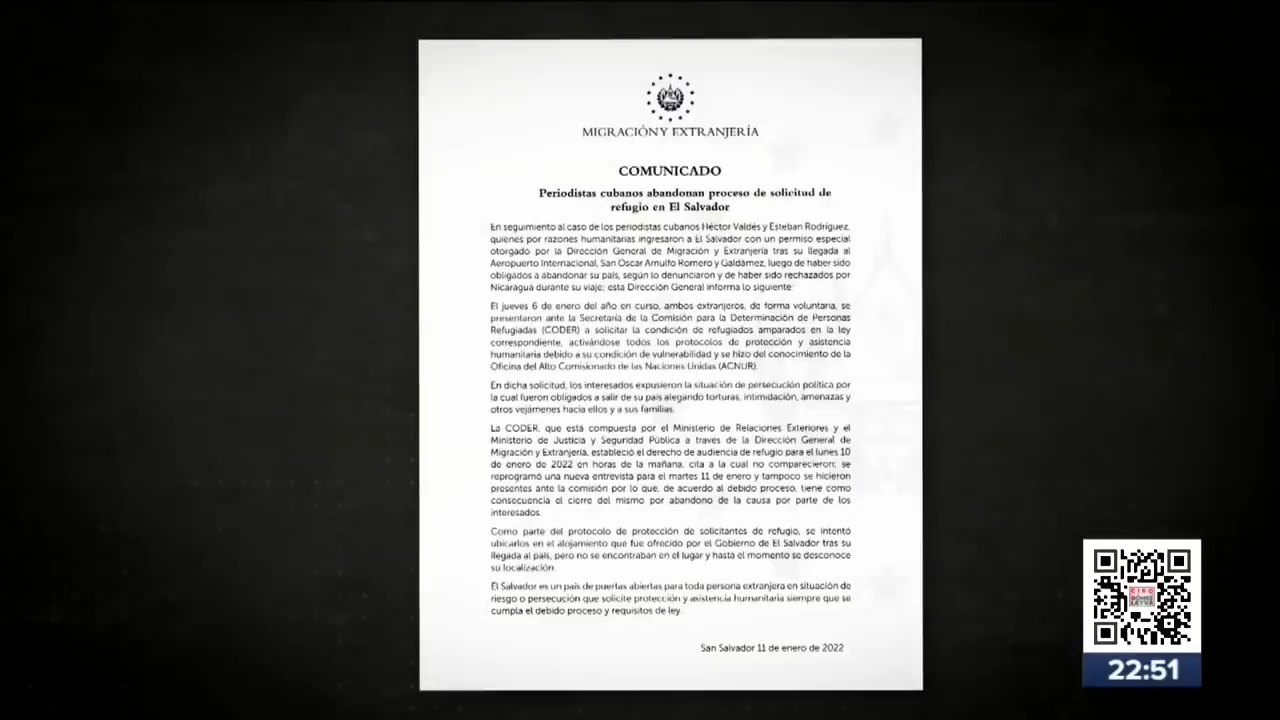 MIGRACIÓN Y EXTRANJERÍA
COMUNICADO
Periodistas cubanos abandonan proceso de solicitud de
refugio en El Salvador
En seguimiento al caso de los periodistas cubanos Héctor Valdés y Esteban Rodríguez,
quienes por razones humanitarias ingresaron a El Salvador con un permiso especial
otorgado por la Dirección General de Migración y Extranjería tras su llegada al
Aeropuerto Internacional, San Óscar Arnulfo Romero y Galdámez, luego de haber sido
obligados a abandonar su país, según lo denunciaron y de haber sido rechazados por
Nicaragua durante su viaje; esta Dirección General informa lo siguiente:
El jueves 6 de enero del año en curso, ambos extranjeros, de forma voluntaria, se
presentaron ante la Secretaría de la Comisión para la Determinación de Personas
Refugiadas (CODER) a solicitar la condición de refugiados amparados en la ley
correspondiente, activándose todos los protocolos de protección y asistencia
humanitaria debido a su condición de vulnerabilidad y se hizo del conocimiento de la
Oficina del Alto Comisionado de las Naciones Unidas (ACNUR).
En dicha solicitud, los interesados expusieron la situación de persecución política por
la cual fueron obligados a salir de su país alegando torturas, intimidación, amenazas y
otros vejámenes hacia ellos y a sus familias.
La CODER, que está compuesta por el Ministerio de Relaciones Exteriores y el
Ministerio de Justicia y Seguridad Pública a través de la Dirección General de
Migración y Extranjería, estableció el derecho de audiencia de refugio para el lunes 10
de enero de 2022 en horas de la mañana, cita a la cual no comparecieron; se
reprogramó una nueva entrevista para el martes 11 de enero y tampoco se hicieron
presentes ante la comisión por lo que, de acuerdo al debido proceso, tiene como
consecuencia el cierre del mismo por abandono de la causa por parte de los
interesados.
Como parte del protocolo de protección de solicitantes de refugio, se intentó
ubicarlos en el alojamiento que fue ofrecido por el Gobierno de El Salvador tras su
llegada al país, pero no se encontraban en el lugar y hasta el momento se desconoce
su localización.
El Salvador es un país de puertas abiertas para toda persona extranjera en situación de
riesgo o persecución que solicite protección y asistencia humanitaria siempre que se
cumpla el debido proceso y requisitos de ley.
San Salvador 11 de enero de 2022
CIRO
GÓMEZ
LEYVA
22:51